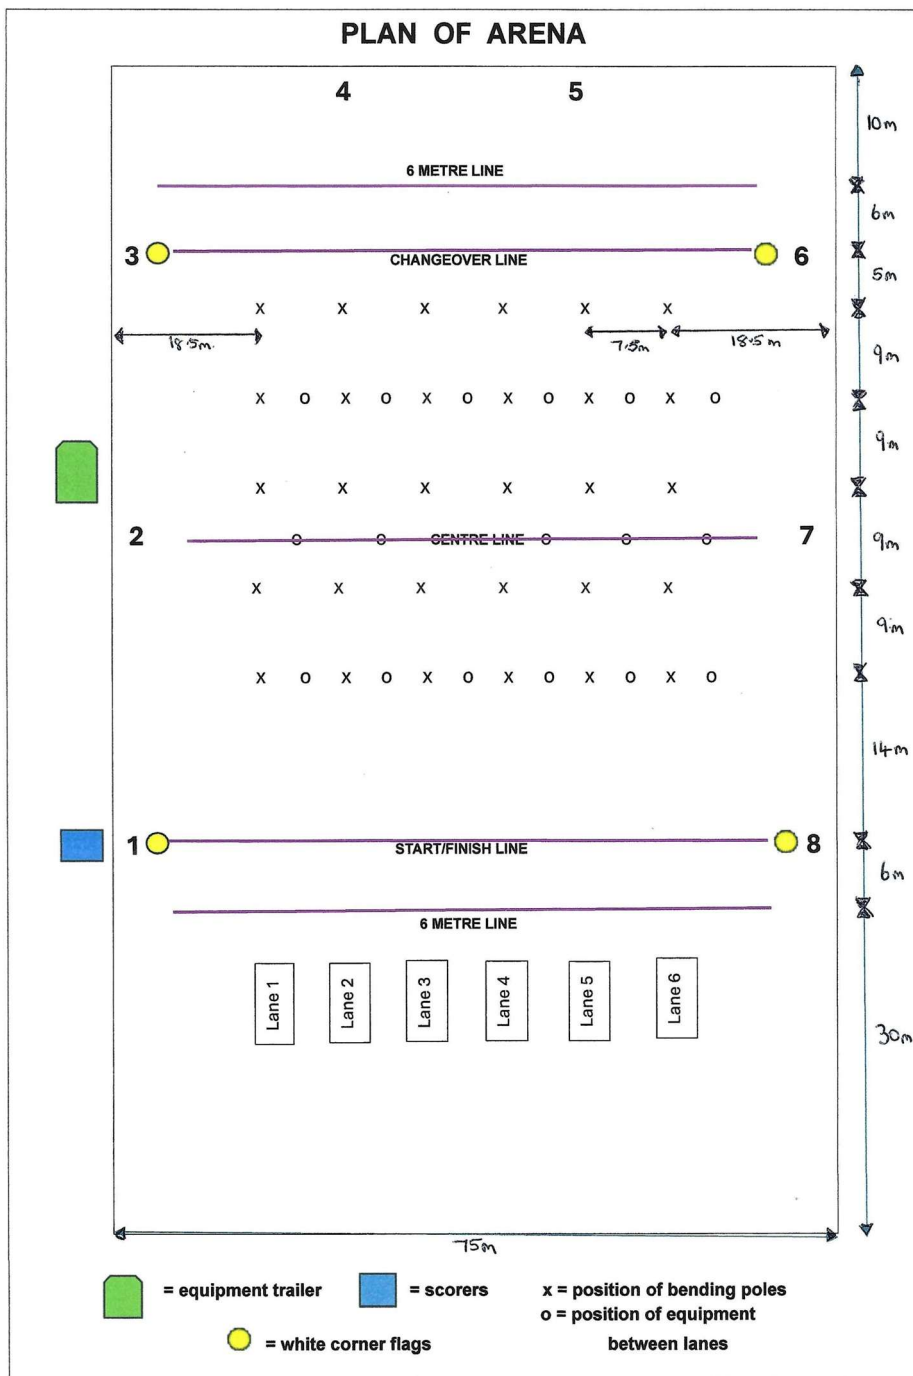 PLAN OF ARENA
4 5
10m
6 METRE LINE
6m
3 6
CHANGEOVER LINE
5m
x x x x x x
18.5m. 7.5m 18.5m
9m
x o x o x o x o x o x o
9m
x x x x x x
2 o o CENTRE LINE o o o 7
9m
x x x x x x
9m
x o x o x o x o x o x o
14m
1 8
START/FINISH LINE
6m
6 METRE LINE
Lane 1 Lane 2 Lane 3 Lane 4 Lane 5 Lane 6
30m
75m
= equipment trailer = scorers x = position of bending poles
o = position of equipment
= white corner flags between lanes